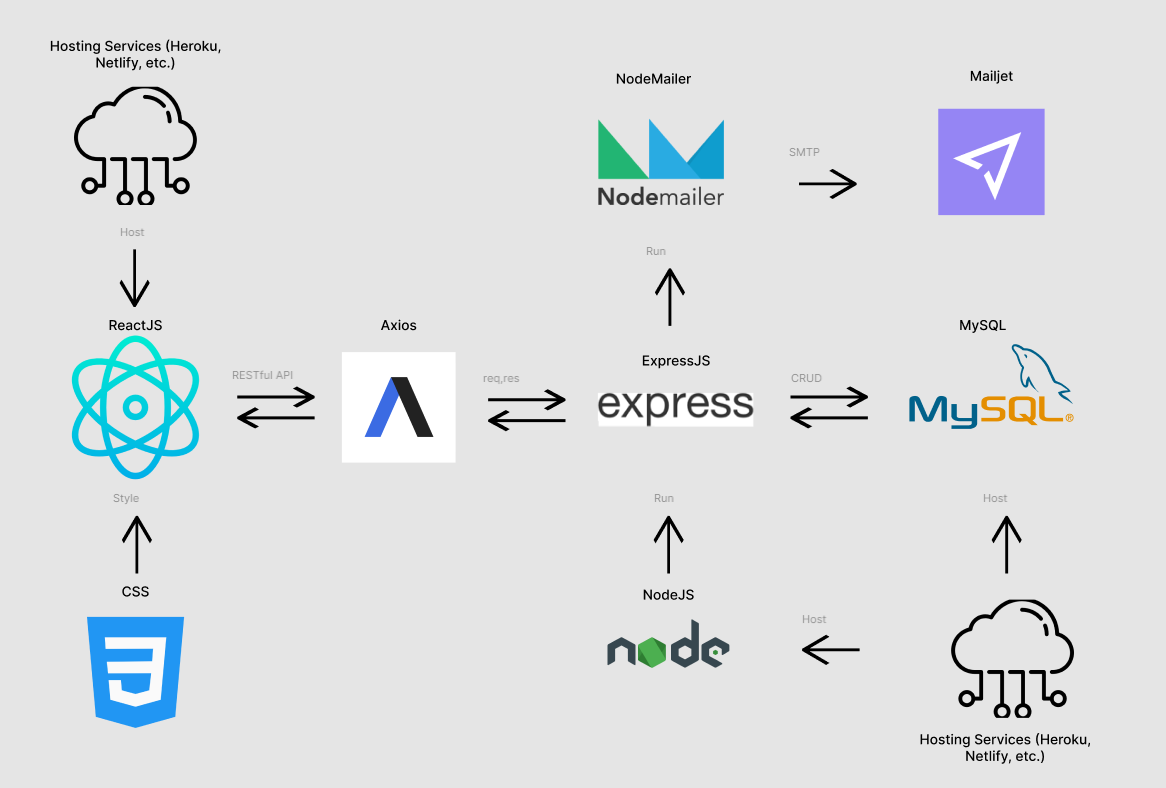 Hosting Services (Heroku,
Netlify, etc.)
NodeMailer
Mailjet
SMTP
Nodemailer
Host
Run
ReactJS
Axios
MySQL
ExpressJS
RESTful API
req,res
CRUD
express
MySQL®
Style
Run
Host
CSS
NodeJS
Host
node
Hosting Services (Heroku,
Netlify, etc.)